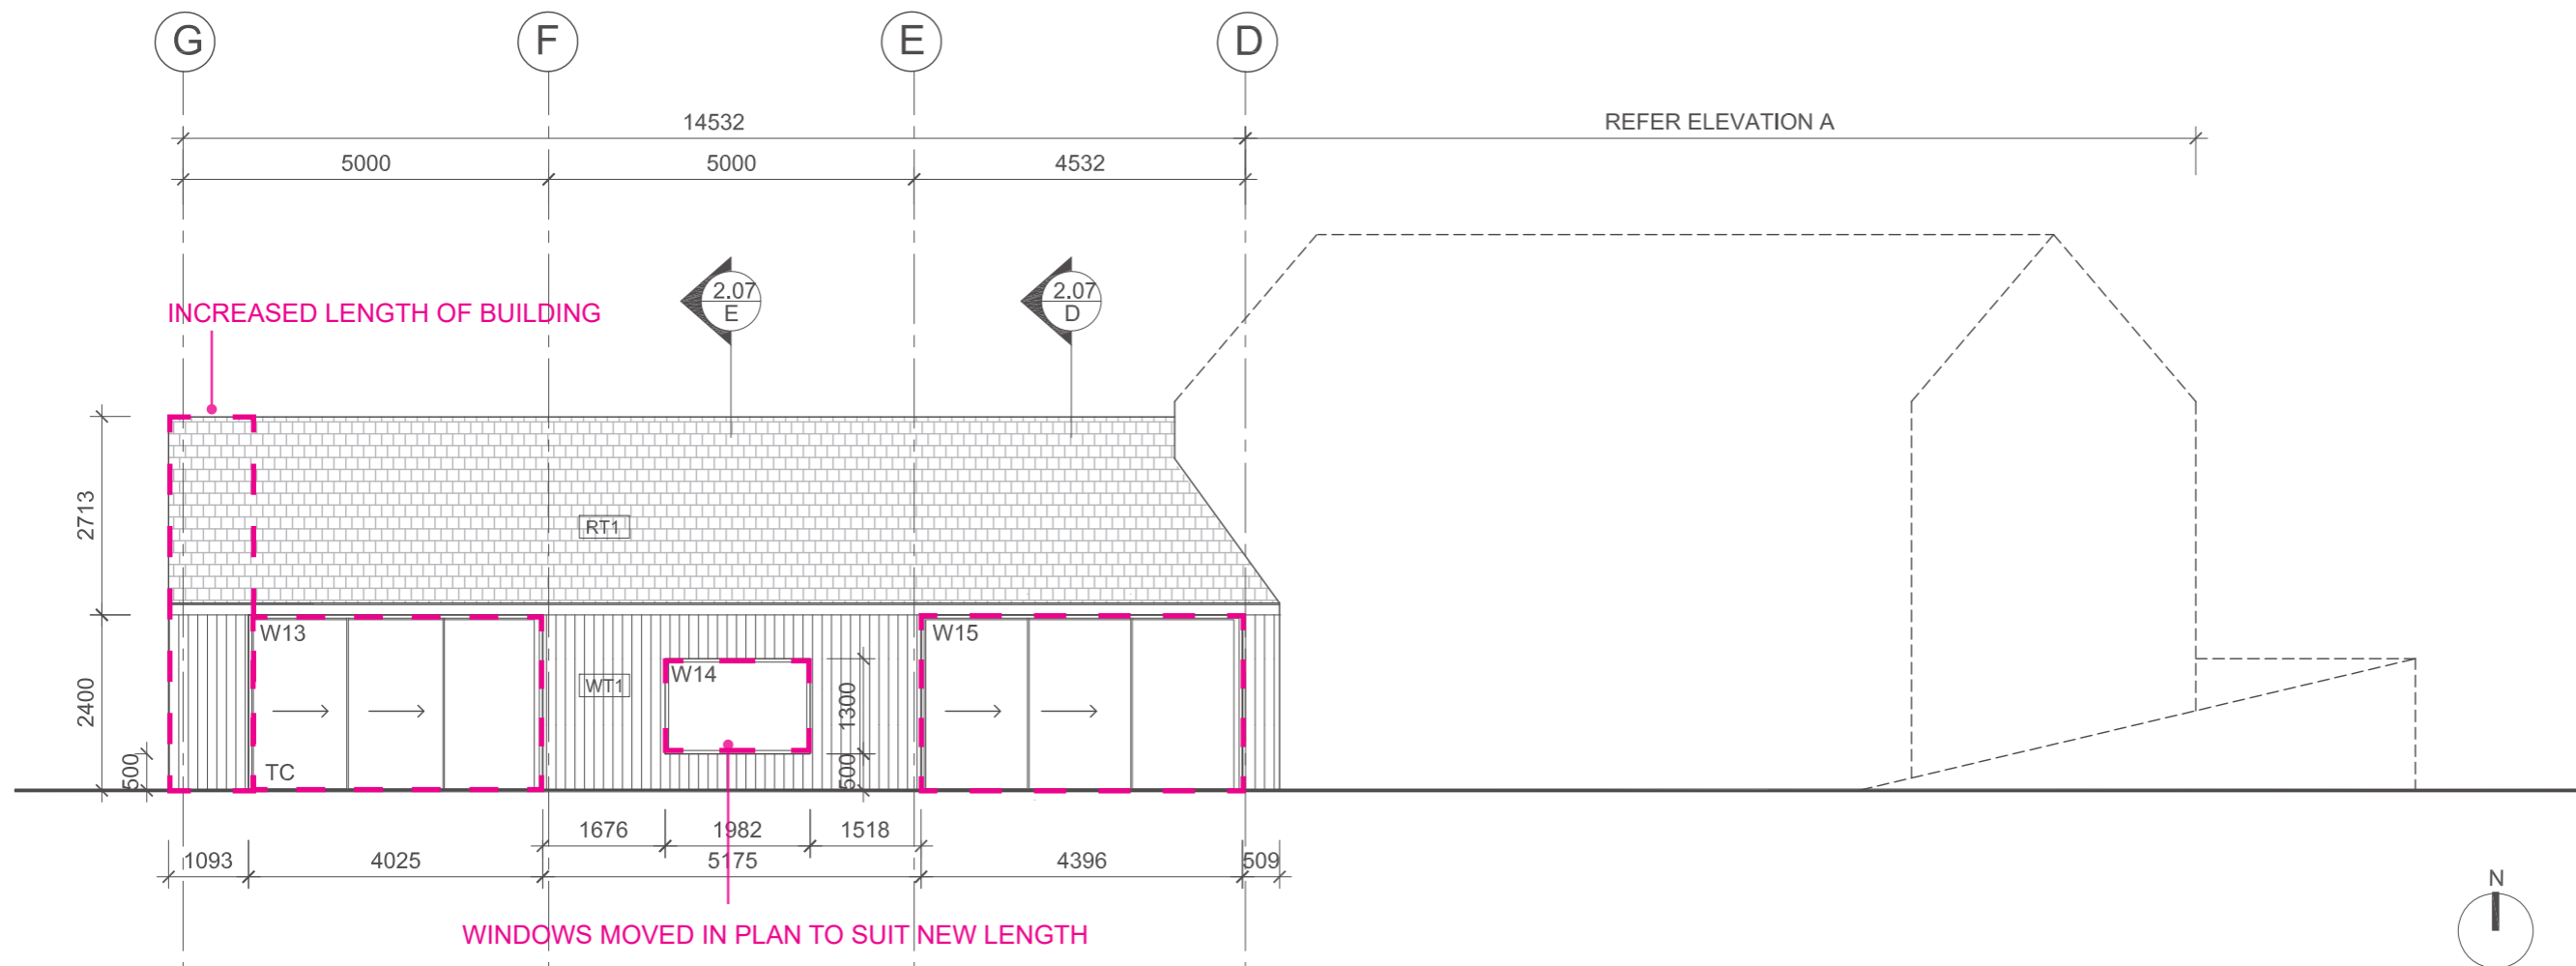 G F E D
14532 REFER ELEVATION A
5000 5000 4532
2.07 2.07
E D
INCREASED LENGTH OF BUILDING
2713
RT1
W13 W15
W14
WT1
2400 1300
500 TC 500
1676 1982 1518
1093 4025 5175 4396 509
N
WINDOWS MOVED IN PLAN TO SUIT NEW LENGTH